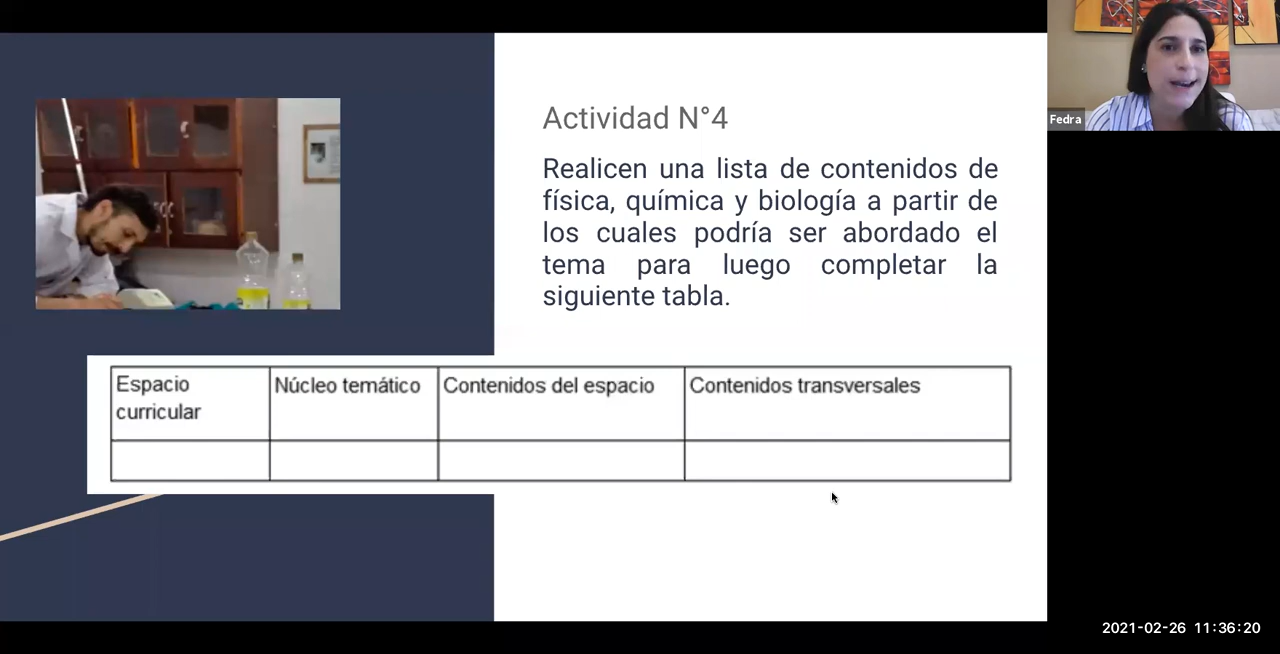 Actividad N°4
Realicen una lista de contenidos de
física, química y biología a partir de
los cuales podría ser abordado el
tema para luego completar la
siguiente tabla.
Espacio curricular
Núcleo temático
Contenidos del espacio
Contenidos transversales
Fedra
2021-02-26 11:36:20